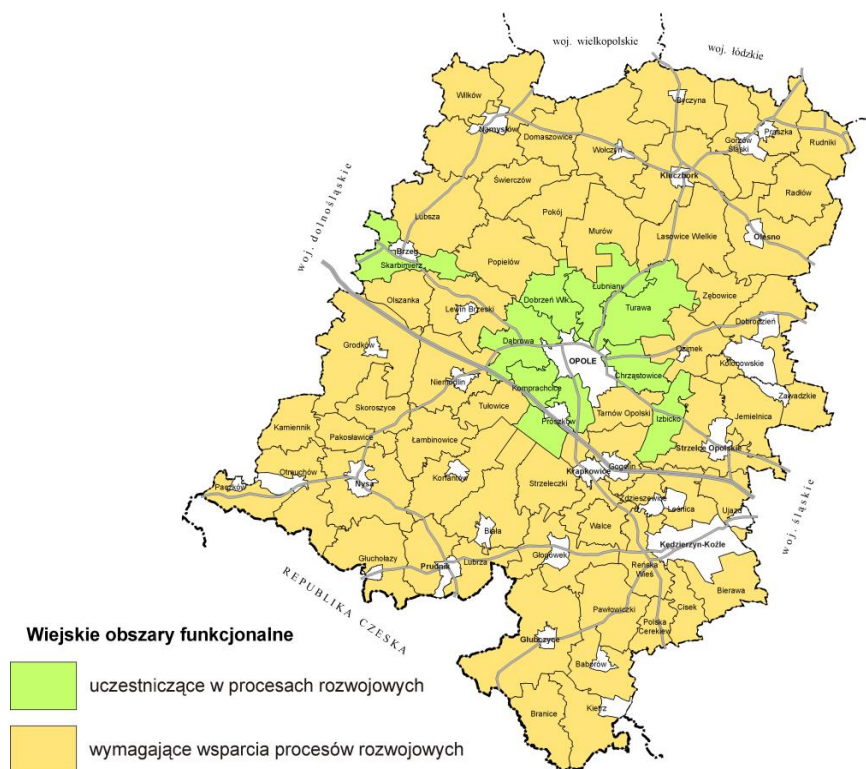 woj. wielkopolskie
woj. łódzkie
Wilków
Byczyna
Namysłów
Domaszowice
Praszka
Gorzów
Śląski
Rudniki
Wołczyn
Kluczbork
Świerczów
Radłów
Lubsza
Pokój
woj. dolnośląskie
Murów
Lasowice Wielkie
Olesno
Brzeg
Skarbimierz
Popielów
Łubniany
Zębowice
Olszanka
Dobrzeń Wlk.
Turawa
Lewin Brzeski
Dobrodzień
Grodków
Dąbrowa
Ozimek
OPOLE
Kolonowskie
Chrząstowice
Niemodlin
Komprachcice
Zawadzkie
Skoroszyce
Tułowice
Prószków
Tarnów Opolski
Izbicko
Jemielnica
Kamiennik
Pakosławice
Łambinowice
Strzelce Opolskie
Otmuchów
Gogolin
Krapkowice
Paczków
Nysa
Korfantów
Strzeleczki
Zdzieszowice
Leśnica
Ujazd
woj. śląskie
Biała
Walce
Kędzierzyn-Koźle
Głuchołazy
Prudnik
Lubrza
Głogówek
Reńska
Wieś
Bierawa
REPUBLIKA CZESKA
Pawłowiczki
Cisek
Polska
Cerekiew
Głubczyce
Baborów
Branice
Kietrz
Wiejskie obszary funkcjonalne
uczestniczące w procesach rozwojowych
wymagające wsparcia procesów rozwojowych